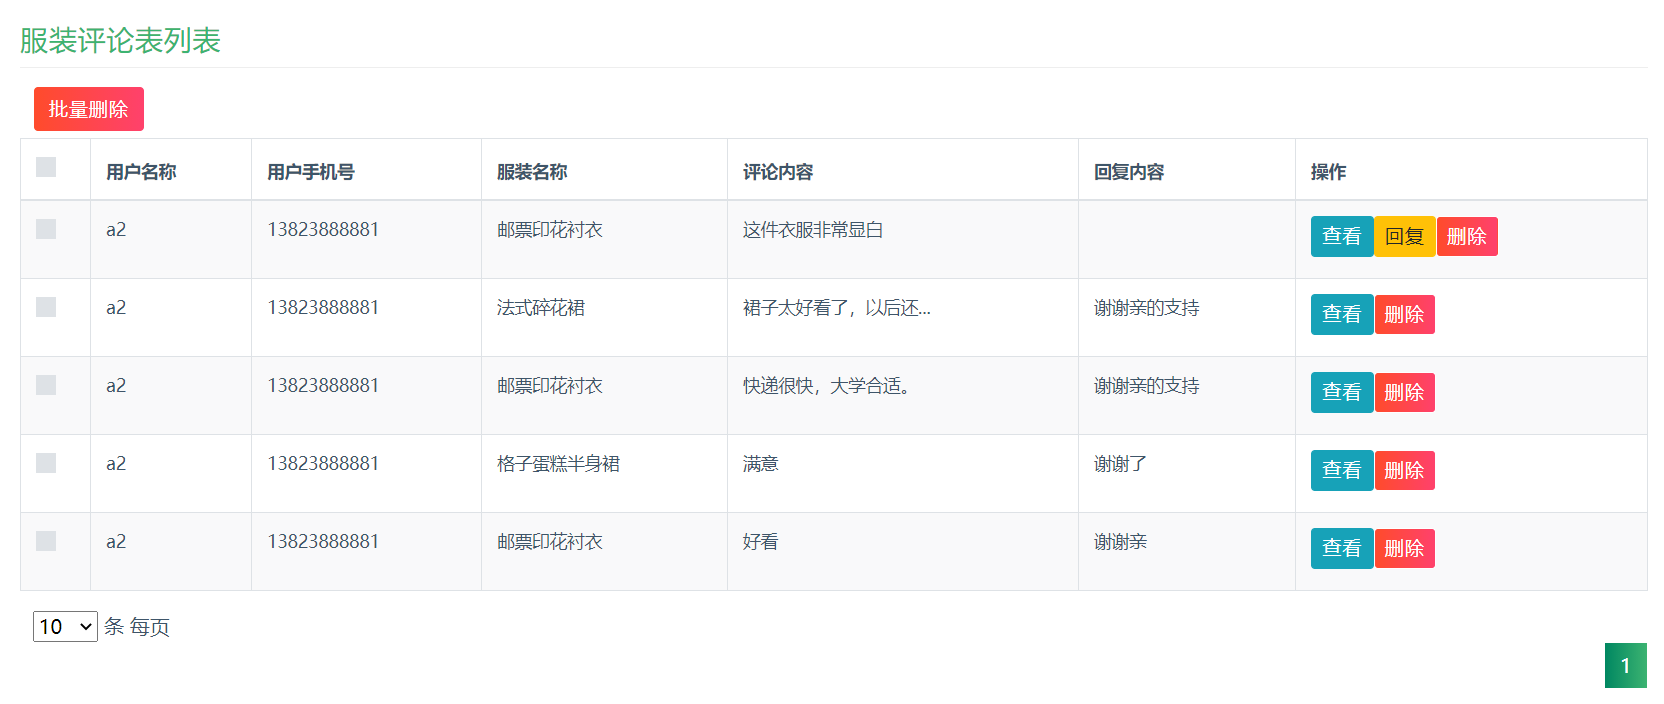 服装评论表列表
批量删除
用户名称 用户手机号 服装名称 评论内容 回复内容 操作
a2 13823888881 邮票印花衬衣 这件衣服非常显白 查看 回复 删除
a2 13823888881 法式碎花裙 裙子太好看了，以后还... 谢谢亲的支持 查看 删除
a2 13823888881 邮票印花衬衣 快递很快，大学合适。 谢谢亲的支持 查看 删除
a2 13823888881 格子蛋糕半身裙 满意 谢谢了 查看 删除
a2 13823888881 邮票印花衬衣 好看 谢谢亲 查看 删除
10 条 每页
1